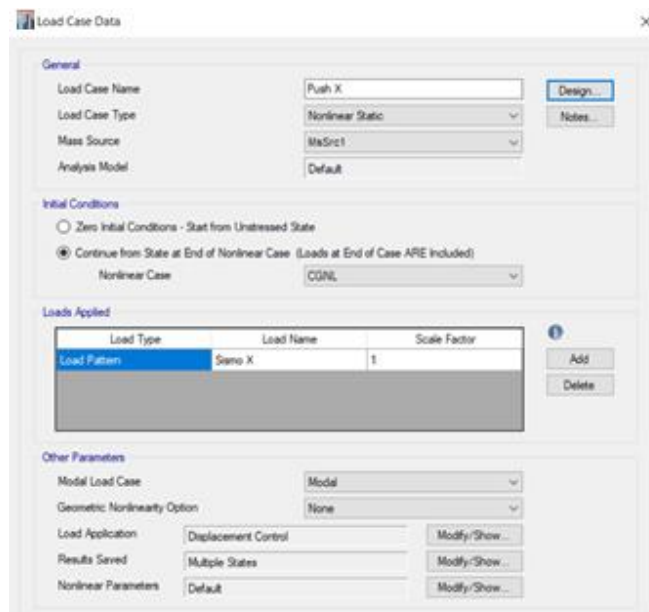 Load Case Data
General
Load Case Name Push X Design...
Load Case Type Nonlinear Static Notes...
Mass Source MsSrc1
Analysis Model Default
Initial Conditions
Zero Initial Conditions - Start from Unstressed State
Continue from State at End of Nonlinear Case (Loads at End of Case ARE Included)
Nonlinear Case CGNL
Loads Applied
Load Type Load Name Scale Factor
Load Pattern Sismo X 1 Add
Delete
Other Parameters
Modal Load Case Modal
Geometric Nonlinearity Option None
Load Application Displacement Control Modify/Show...
Results Saved Multiple States Modify/Show...
Nonlinear Parameters Default Modify/Show...